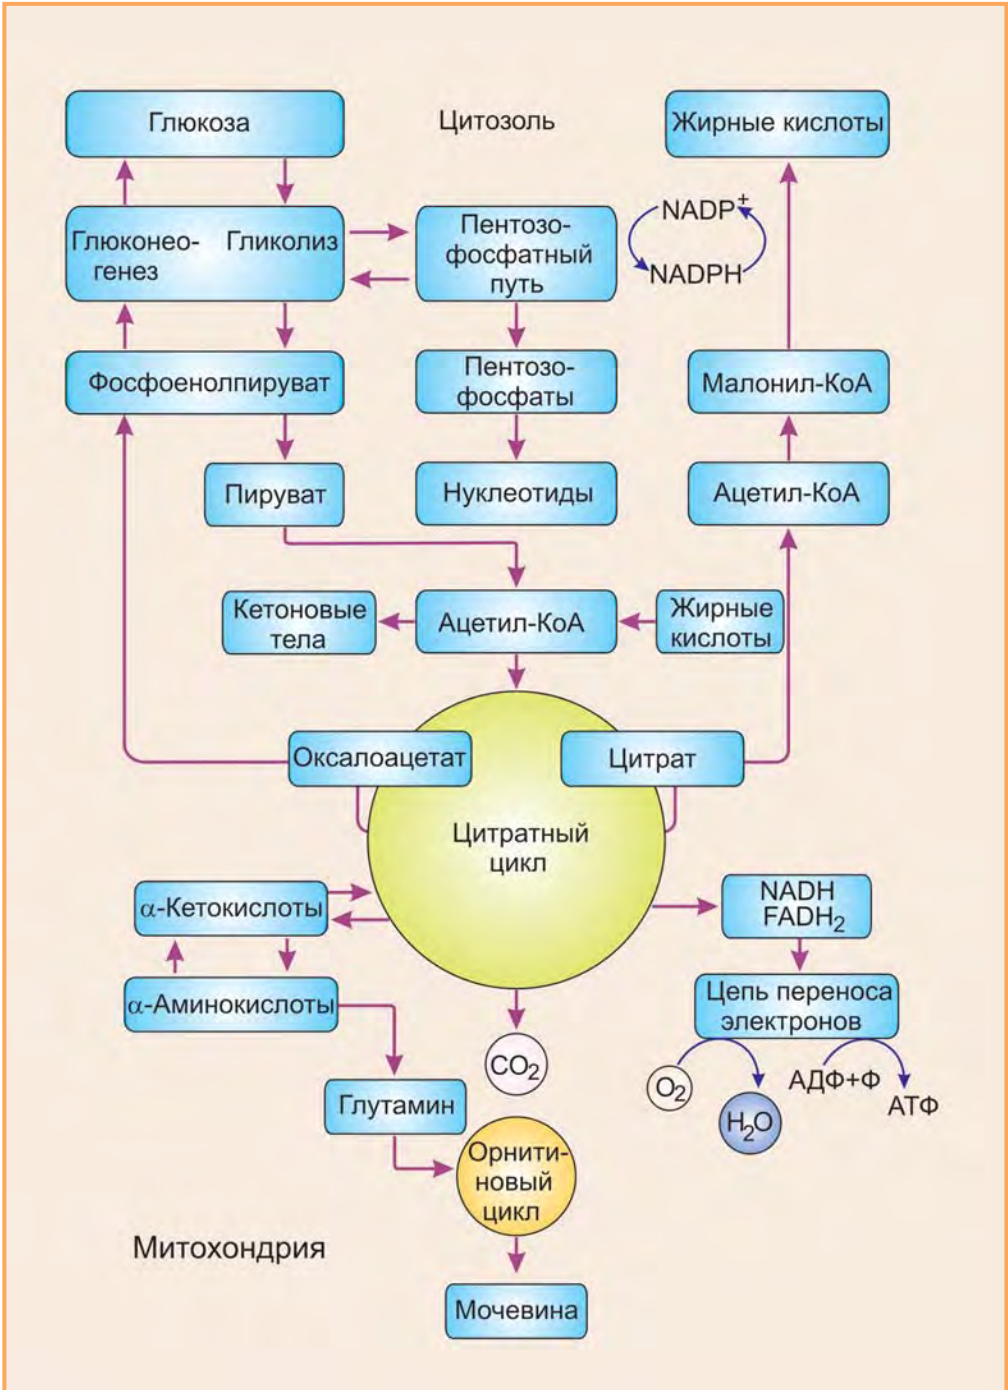 Глюкоза
Цитозоль
Жирные кислоты
Глюконео-
генез
Гликолиз
Пентозо-
фосфатный
путь
NADP+
NADPH
Фосфоенолпируват
Пентозо-
фосфаты
Малонил-КоА
Пируват
Нуклеотиды
Ацетил-КоА
Кетоновые
тела
Ацетил-КоА
Жирные
кислоты
Оксалоацетат
Цитрат
Цитратный
цикл
α-Кетокислоты
NADH
FADH₂
α-Аминокислоты
Цепь переноса
электронов
CO₂
O₂
H₂O
АДФ+Ф
АТФ
Глутамин
Орнити-
новый
цикл
Митохондрия
Мочевина